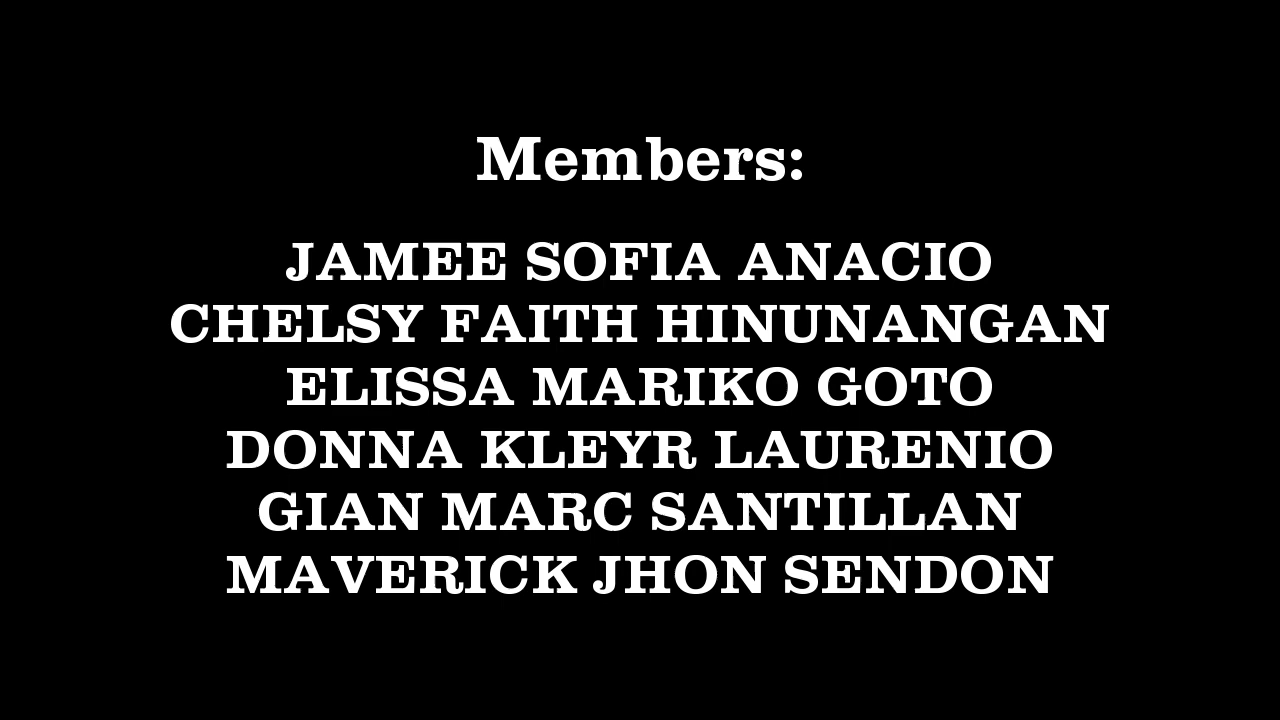 Members:
JAMEE SOFIA ANACIO
CHELSY FAITH HINUNANGAN
ELISSA MARIKO GOTO
DONNA KLEYR LAURENIO
GIAN MARC SANTILLAN
MAVERICK JHON SENDON